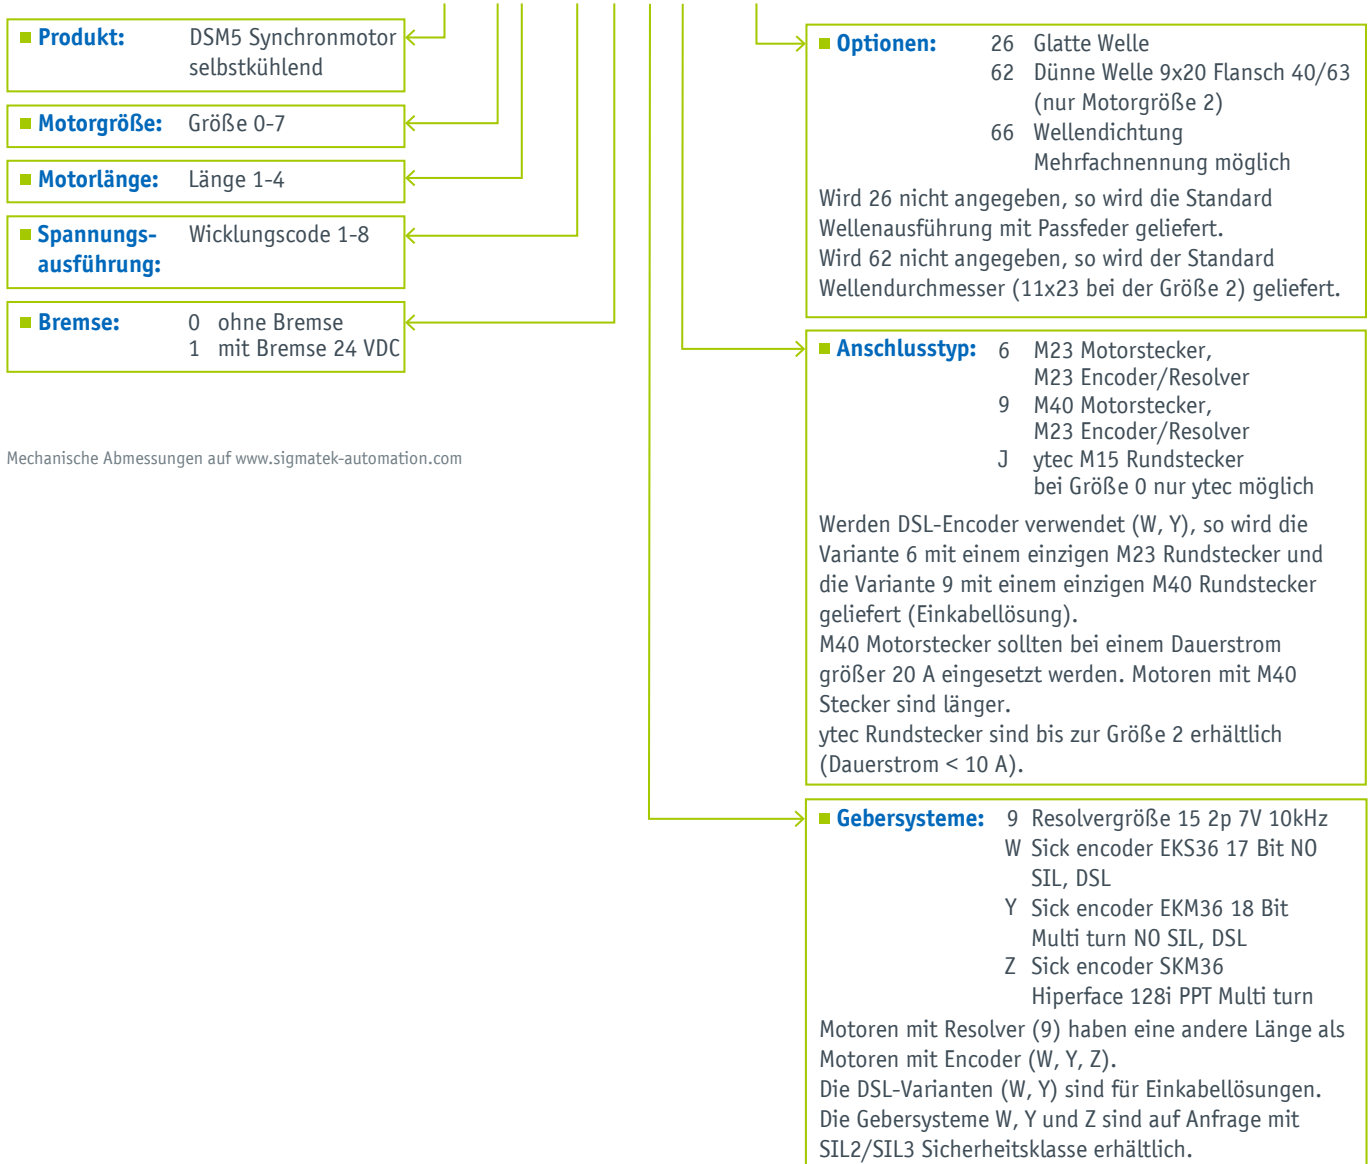 Produkt: DSM5 Synchronmotor
selbstkühlend
Motorgröße: Größe 0-7
Motorlänge: Länge 1-4
Spannungs- Wicklungscode 1-8
ausführung:
Bremse: 0 ohne Bremse
1 mit Bremse 24 VDC
Mechanische Abmessungen auf www.sigmatek-automation.com
Optionen: 26 Glatte Welle
62 Dünne Welle 9x20 Flansch 40/63
(nur Motorgröße 2)
66 Wellendichtung
Mehrfachnennung möglich
Wird 26 nicht angegeben, so wird die Standard
Wellenausführung mit Passfeder geliefert.
Wird 62 nicht angegeben, so wird der Standard
Wellendurchmesser (11x23 bei der Größe 2) geliefert.
Anschlusstyp: 6 M23 Motorstecker,
M23 Encoder/Resolver
9 M40 Motorstecker,
M23 Encoder/Resolver
J ytec M15 Rundstecker
bei Größe 0 nur ytec möglich
Werden DSL-Encoder verwendet (W, Y), so wird die
Variante 6 mit einem einzigen M23 Rundstecker und
die Variante 9 mit einem einzigen M40 Rundstecker
geliefert (Einkabellösung).
M40 Motorstecker sollten bei einem Dauerstrom
größer 20 A eingesetzt werden. Motoren mit M40
Stecker sind länger.
ytec Rundstecker sind bis zur Größe 2 erhältlich
(Dauerstrom < 10 A).
Gebersysteme: 9 Resolvergröße 15 2p 7V 10kHz
W Sick encoder EKS36 17 Bit NO
SIL, DSL
Y Sick encoder EKM36 18 Bit
Multi turn NO SIL, DSL
Z Sick encoder SKM36
Hiperface 128i PPT Multi turn
Motoren mit Resolver (9) haben eine andere Länge als
Motoren mit Encoder (W, Y, Z).
Die DSL-Varianten (W, Y) sind für Einkabellösungen.
Die Gebersysteme W, Y und Z sind auf Anfrage mit
SIL2/SIL3 Sicherheitsklasse erhältlich.